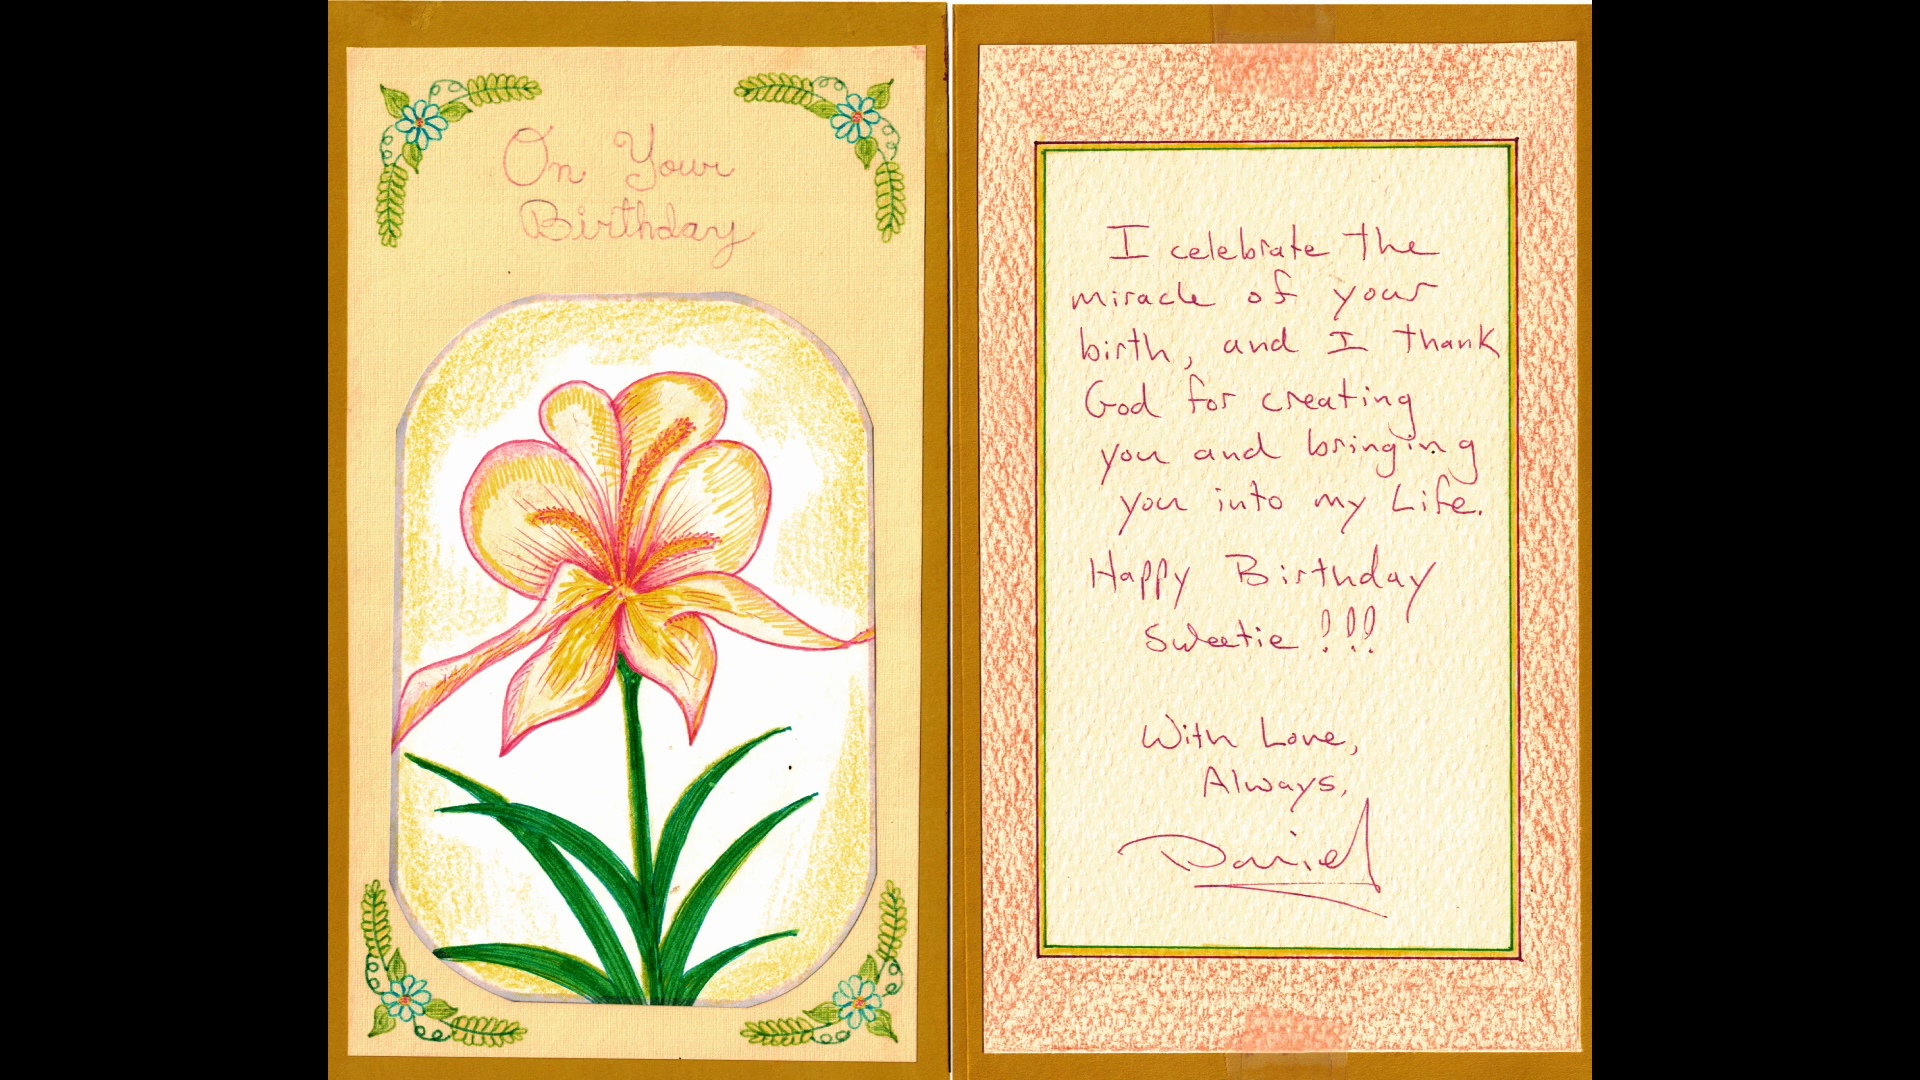 On Your
Birthday
I celebrate the
miracle of your
birth, and I thank
God for creating
you and bringing
you into my Life.
Happy Birthday
Sweetie!!!
With Love,
Always,
Daniel